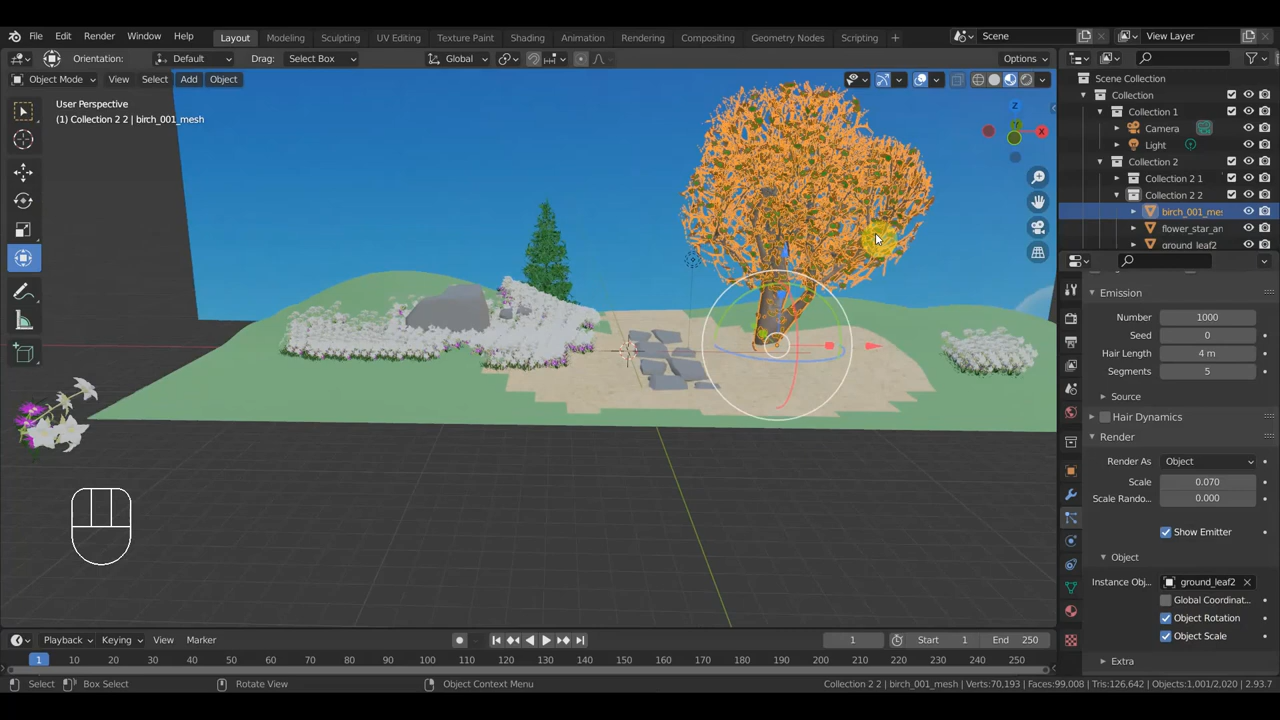 File Edit Render Window Help Layout Modeling Sculpting UV Editing Texture Paint Shading Animation Rendering Compositing Geometry Nodes Scripting Scene View Layer
Orientation: Default Drag: Select Box Global Options
Object Mode View Select Add Object
User Perspective
(1) Collection 2 2 | birch_001_mesh
Z
Y
X
Scene Collection
Collection
Collection 1
Camera
Light
Collection 2
Collection 2 1
Collection 2 2
birch_001_me:
flower_star_an
ground_leaf2
Emission
Number 1000
Seed 0
Hair Length 4 m
Segments 5
Source
Hair Dynamics
Render
Render As Object
Scale 0.070
Scale Rando... 0.000
Show Emitter
Object
Instance Obj... ground_leaf2
Global Coordinat...
Object Rotation
Object Scale
Extra
Playback Keying View Marker 1 Start 1 End 250
1 10 20 30 40 50 60 70 80 90 100 110 120 130 140 150 160 170 180 190 200 210 220 230 240 250
Select Box Select Rotate View Object Context Menu Collection 2 2 | birch_001_mesh | Verts:70,193 | Faces:99,008 | Tris:126,642 | Objects:1,001/2,020 | 2.93.7